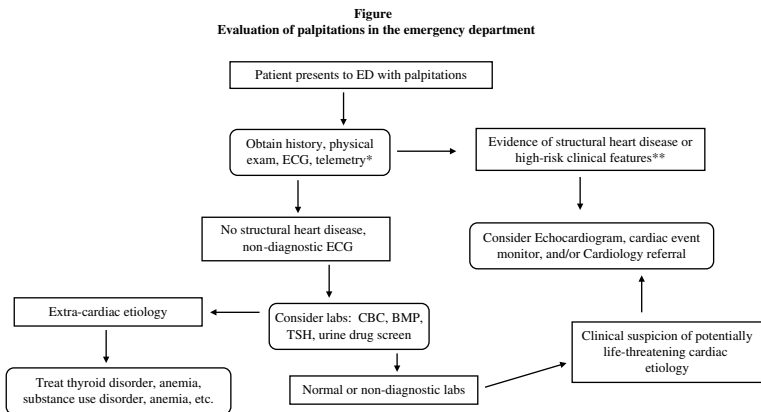 Figure
Evaluation of palpitations in the emergency department
Patient presents to ED with palpitations
Obtain history, physical
exam, ECG, telemetry*
Evidence of structural heart disease or
high-risk clinical features**
No structural heart disease,
non-diagnostic ECG
Consider Echocardiogram, cardiac event
monitor, and/or Cardiology referral
Extra-cardiac etiology
Consider labs: CBC, BMP,
TSH, urine drug screen
Clinical suspicion of potentially
life-threatening cardiac
etiology
Treat thyroid disorder, anemia,
substance use disorder, anemia, etc.
Normal or non-diagnostic labs